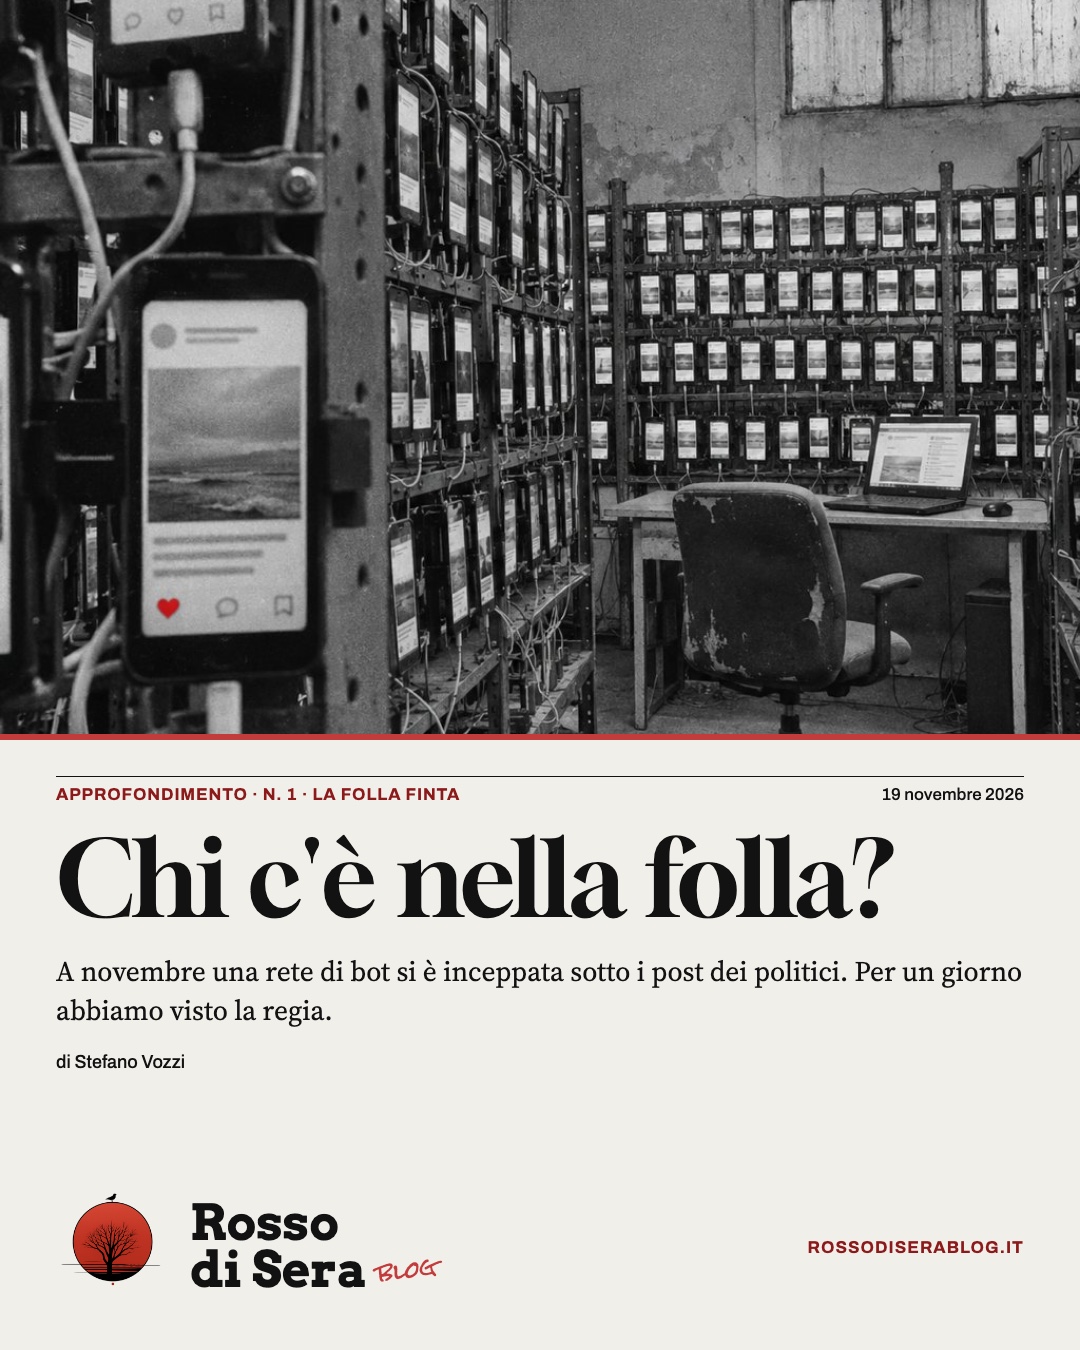 APPROFONDIMENTO · N. 1 · LA FOLLA FINTA
19 novembre 2026
Chi c'è nella folla?
A novembre una rete di bot si è inceppata sotto i post dei politici. Per un giorno
abbiamo visto la regia.
di Stefano Vozzi
Rosso
di Sera BLOG
ROSSODISERABLOG.IT